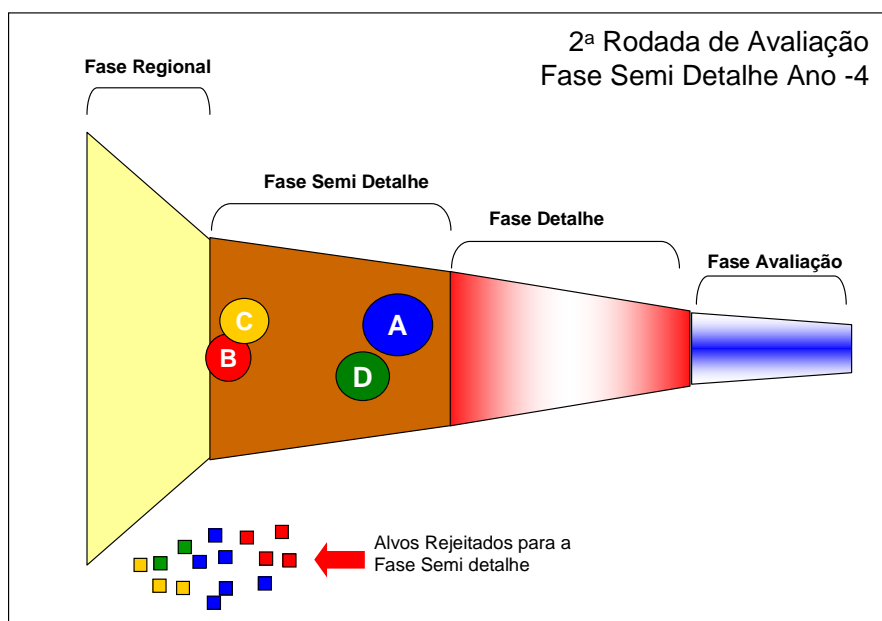 2ª Rodada de Avaliação
Fase Semi Detalhe Ano -4
Fase Regional
Fase Semi Detalhe
Fase Detalhe
Fase Avaliação
C
A
B
D
Alvos Rejeitados para a
Fase Semi detalhe